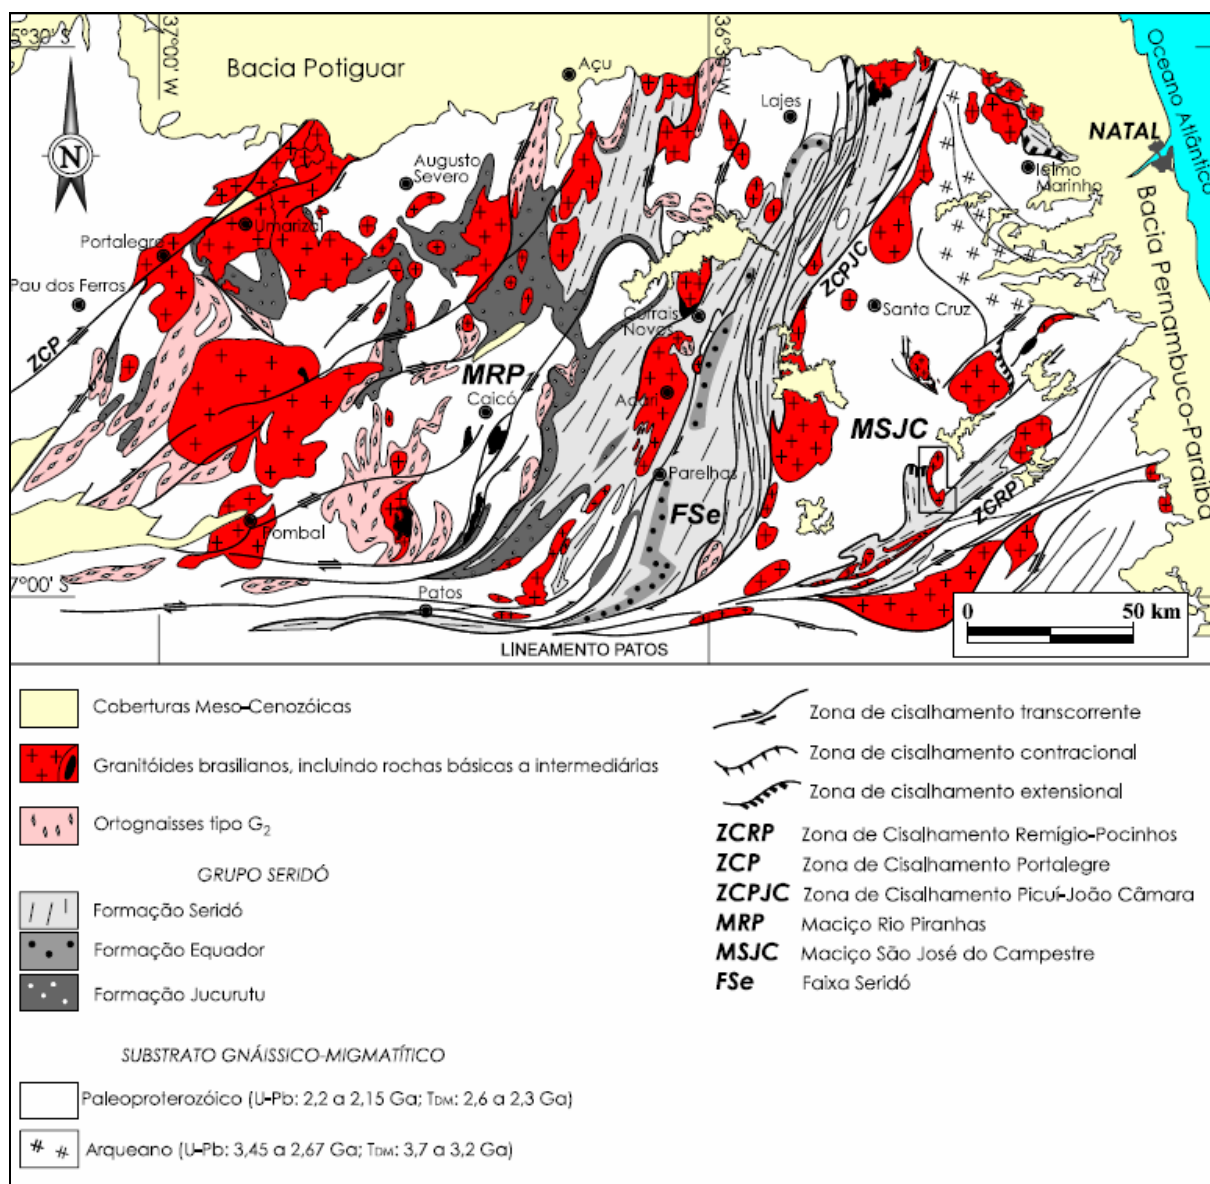 5°30' S
37°00' W
36°30' W
Oceano Atlântico
Bacia Potiguar
Açu
Lajes
NATAL
Augusto
Severo
Ielmo
Marinho
Umarizal
Portalegre
Pau dos Ferros
ZCP
ZCPJC
Santa Cruz
Currais
Novos
Bacia Pernambuco-Paraíba
MRP
Caicó
Acari
MSJC
Parelhas
FSe
ZCRP
Pombal
7°00' S
Patos
0 50 km
LINEAMENTO PATOS
Coberturas Meso-Cenozóicas
Granitóides brasilianos, incluindo rochas básicas a intermediárias
Ortognaisses tipo G2
GRUPO SERIDÓ
Formação Seridó
Formação Equador
Formação Jucurutu
SUBSTRATO GNÁISSICO-MIGMATÍTICO
Paleoproterozóico (U-Pb: 2,2 a 2,15 Ga; TDM: 2,6 a 2,3 Ga)
Arqueano (U-Pb: 3,45 a 2,67 Ga; TDM: 3,7 a 3,2 Ga)
Zona de cisalhamento transcorrente
Zona de cisalhamento contracional
Zona de cisalhamento extensional
ZCRP Zona de Cisalhamento Remígio-Pocinhos
ZCP Zona de Cisalhamento Portalegre
ZCPJC Zona de Cisalhamento Picuí-João Câmara
MRP Maciço Rio Piranhas
MSJC Maciço São José do Campestre
FSe Faixa Seridó
N